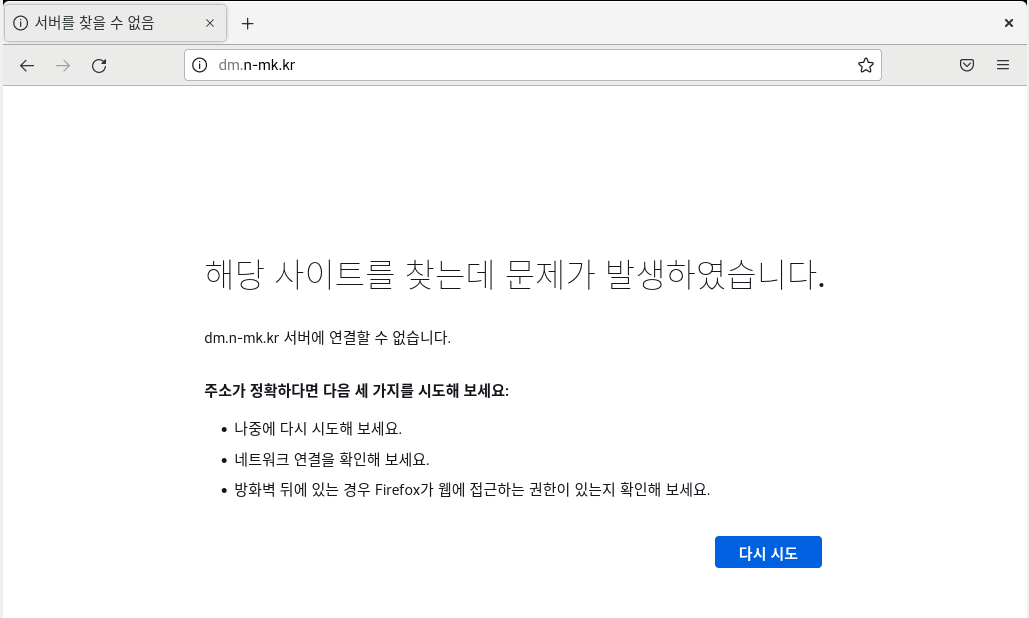 서버를 찾을 수 없음
dm.n-mk.kr
해당 사이트를 찾는데 문제가 발생하였습니다.
dm.n-mk.kr 서버에 연결할 수 없습니다.
주소가 정확하다면 다음 세 가지를 시도해 보세요:
• 나중에 다시 시도해 보세요.
• 네트워크 연결을 확인해 보세요.
• 방화벽 뒤에 있는 경우 Firefox가 웹에 접근하는 권한이 있는지 확인해 보세요.
다시 시도